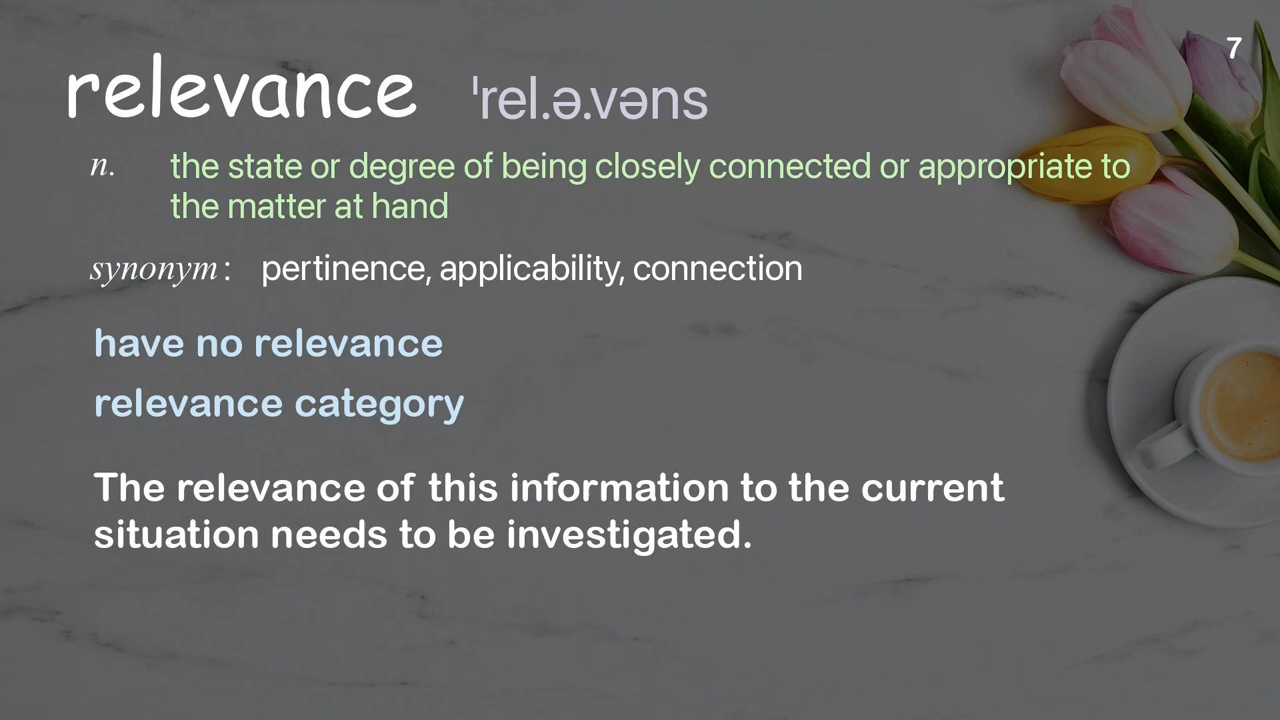 7
relevance ˈrel.ə.vəns
n. the state or degree of being closely connected or appropriate to
the matter at hand
synonym: pertinence, applicability, connection
have no relevance
relevance category
The relevance of this information to the current
situation needs to be investigated.